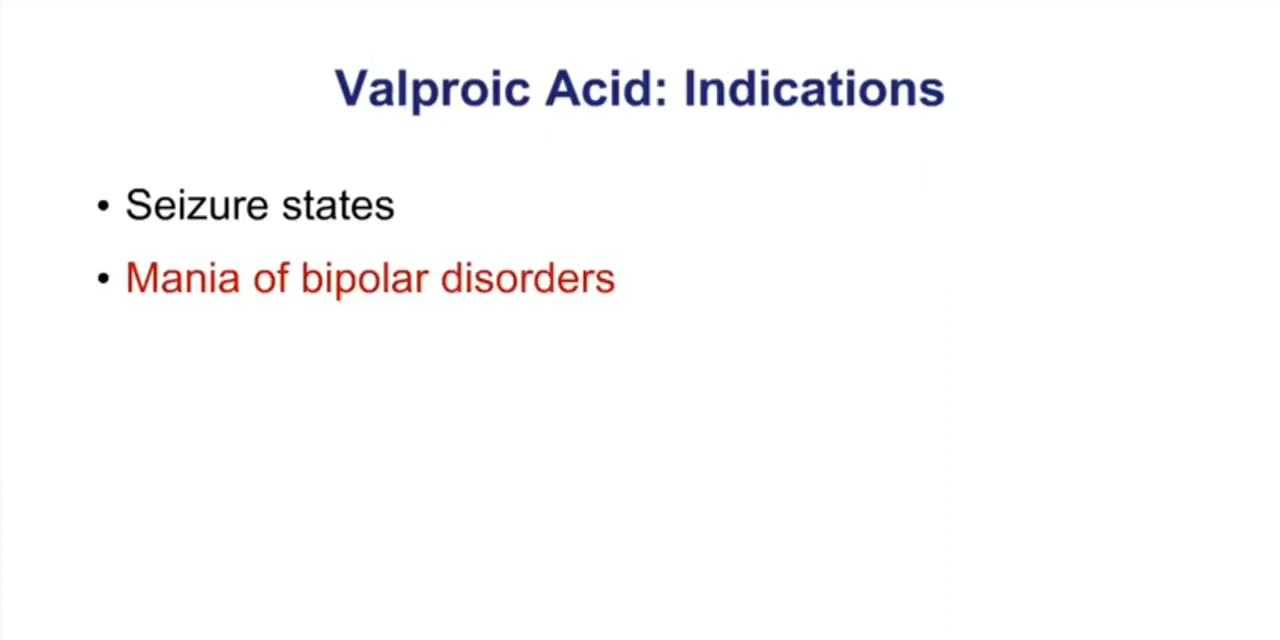 Valproic Acid: Indications
• Seizure states
• Mania of bipolar disorders